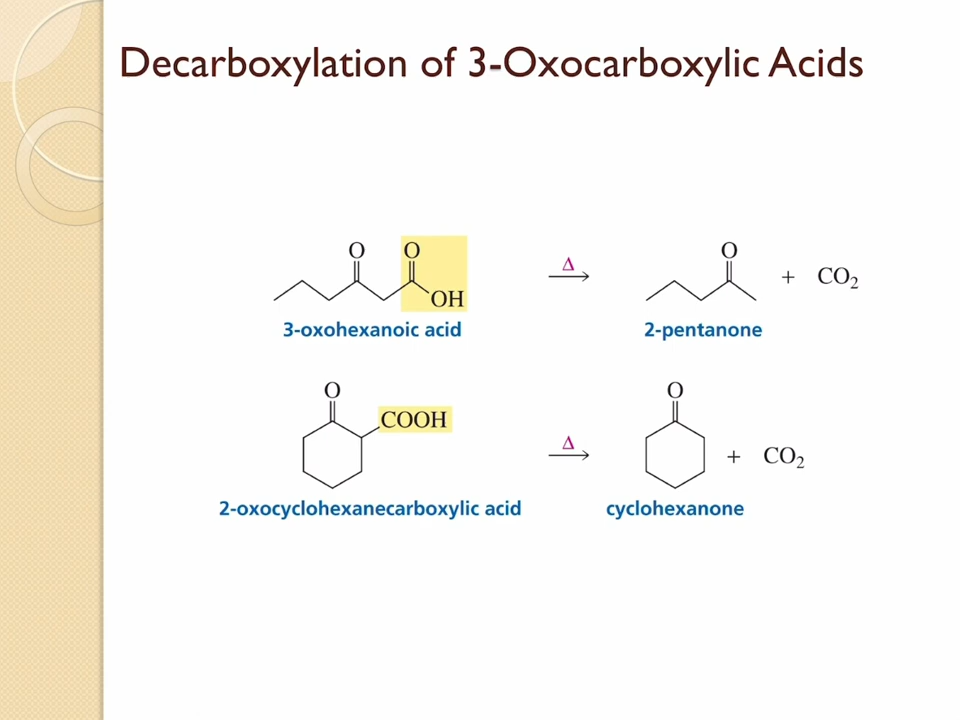 Decarboxylation of 3-Oxocarboxylic Acids
O O O
Δ + CO₂
OH
3-oxohexanoic acid 2-pentanone
O O
COOH
Δ + CO₂
2-oxocyclohexanecarboxylic acid cyclohexanone